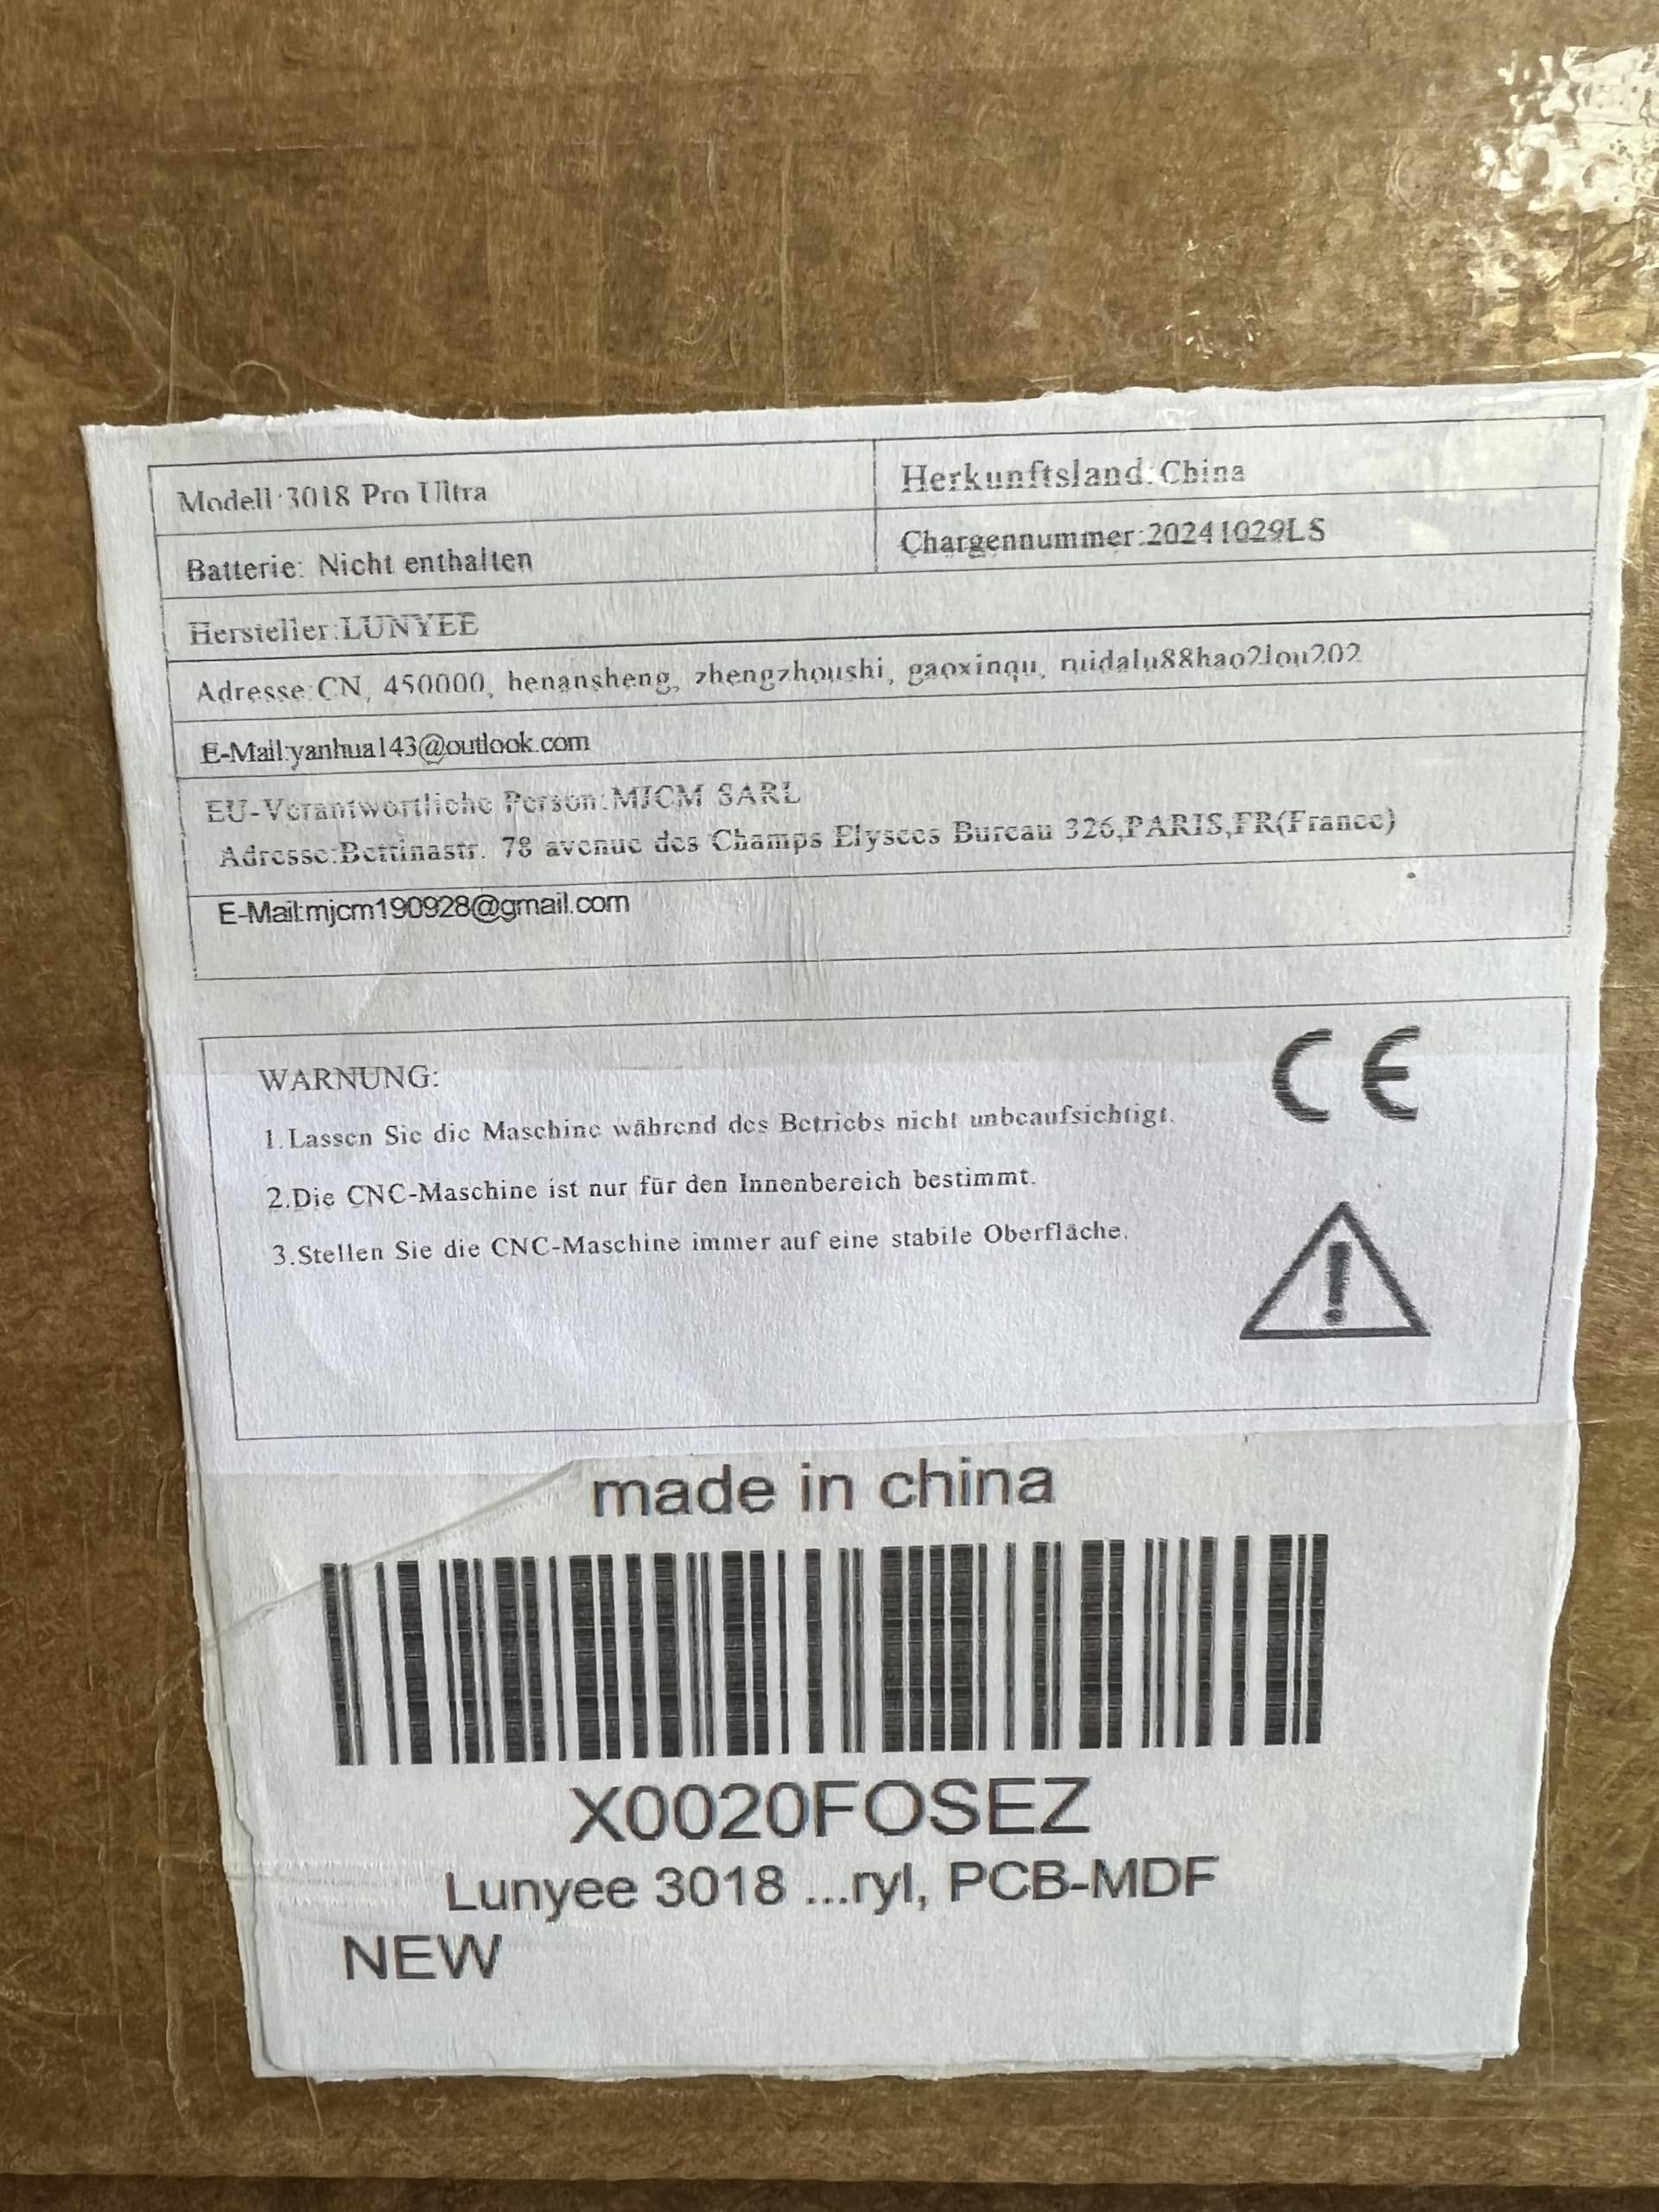 Modell:3018 Pro Ultra
Herkunftsland:China
Batterie: Nicht enthalten
Chargennummer:20241029LS
Hersteller:LUNYEE
Adresse:CN, 450000, henansheng, zhengzhoushi, gaoxinqu, ruidalu88hao2lou202
E-Mail:yanhua143@outlook.com
EU-Verantwortliche Person:MJCM SARL
Adresse:Bettinastr. 78 avenue des Champs Elysees Bureau 326,PARIS,FR(France)
E-Mail:mjcm190928@gmail.com
WARNUNG:
1.Lassen Sie die Maschine während des Betriebs nicht unbeaufsichtigt.
2.Die CNC-Maschine ist nur für den Innenbereich bestimmt.
3.Stellen Sie die CNC-Maschine immer auf eine stabile Oberfläche.
CE
made in china
X0020FOSEZ
Lunyee 3018 ...ryl, PCB-MDF
NEW